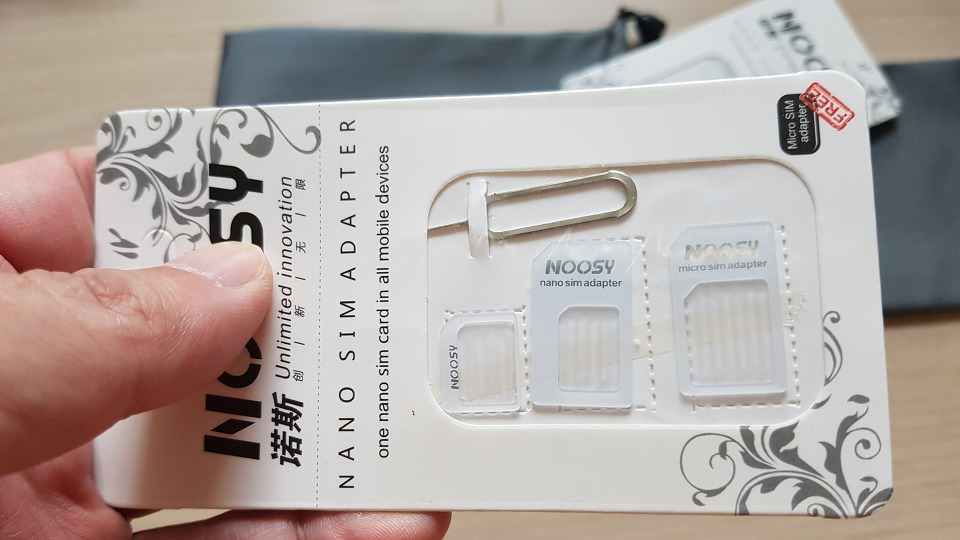 NOOSY
诺斯 Unlimited innovation
创 — 新 — 无 — 限
NANO SIM ADAPTER
one nano sim card in all mobile devices
NOOSY
NOOSY
nano sim adapter
NOOSY
micro sim adapter
Micro SIM
adapter
FREE
NOO